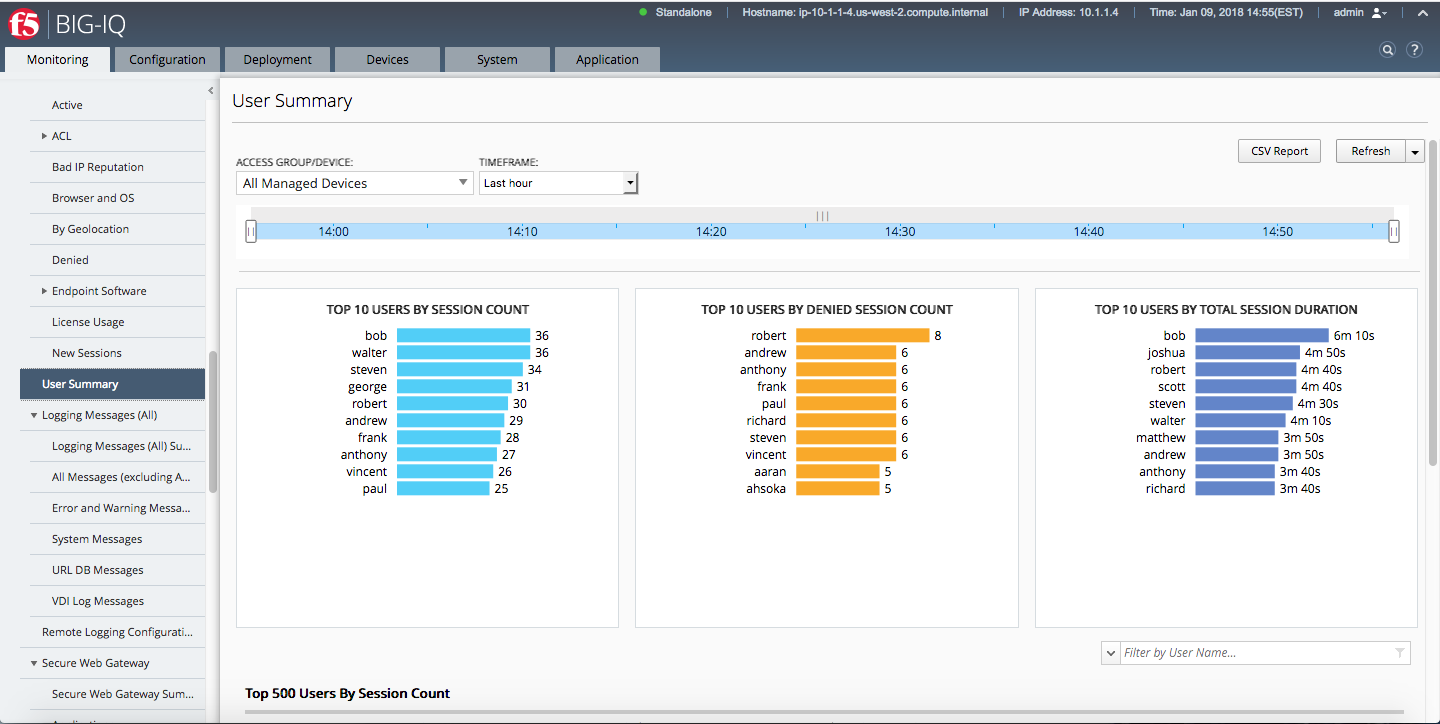 f5 BIG-IQ
Standalone Hostname: ip-10-1-1-4.us-west-2.compute.internal IP Address: 10.1.1.4 Time: Jan 09, 2018 14:55(EST) admin
Monitoring Configuration Deployment Devices System Application
Active
ACL
Bad IP Reputation
Browser and OS
By Geolocation
Denied
Endpoint Software
License Usage
New Sessions
User Summary
Logging Messages (All)
Logging Messages (All) Su...
All Messages (excluding A...
Error and Warning Messa...
System Messages
URL DB Messages
VDI Log Messages
Remote Logging Configurati...
Secure Web Gateway
Secure Web Gateway Sum...
User Summary
CSV Report Refresh
ACCESS GROUP/DEVICE: TIMEFRAME:
All Managed Devices Last hour
14:00 14:10 14:20 14:30 14:40 14:50
TOP 10 USERS BY SESSION COUNT
bob 36
walter 36
steven 34
george 31
robert 30
andrew 29
frank 28
anthony 27
vincent 26
paul 25
TOP 10 USERS BY DENIED SESSION COUNT
robert 8
andrew 6
anthony 6
frank 6
paul 6
richard 6
steven 6
vincent 6
aaran 5
ahsoka 5
TOP 10 USERS BY TOTAL SESSION DURATION
bob 6m 10s
joshua 4m 50s
robert 4m 40s
scott 4m 40s
steven 4m 30s
walter 4m 10s
matthew 3m 50s
andrew 3m 50s
anthony 3m 40s
richard 3m 40s
Filter by User Name...
Top 500 Users By Session Count